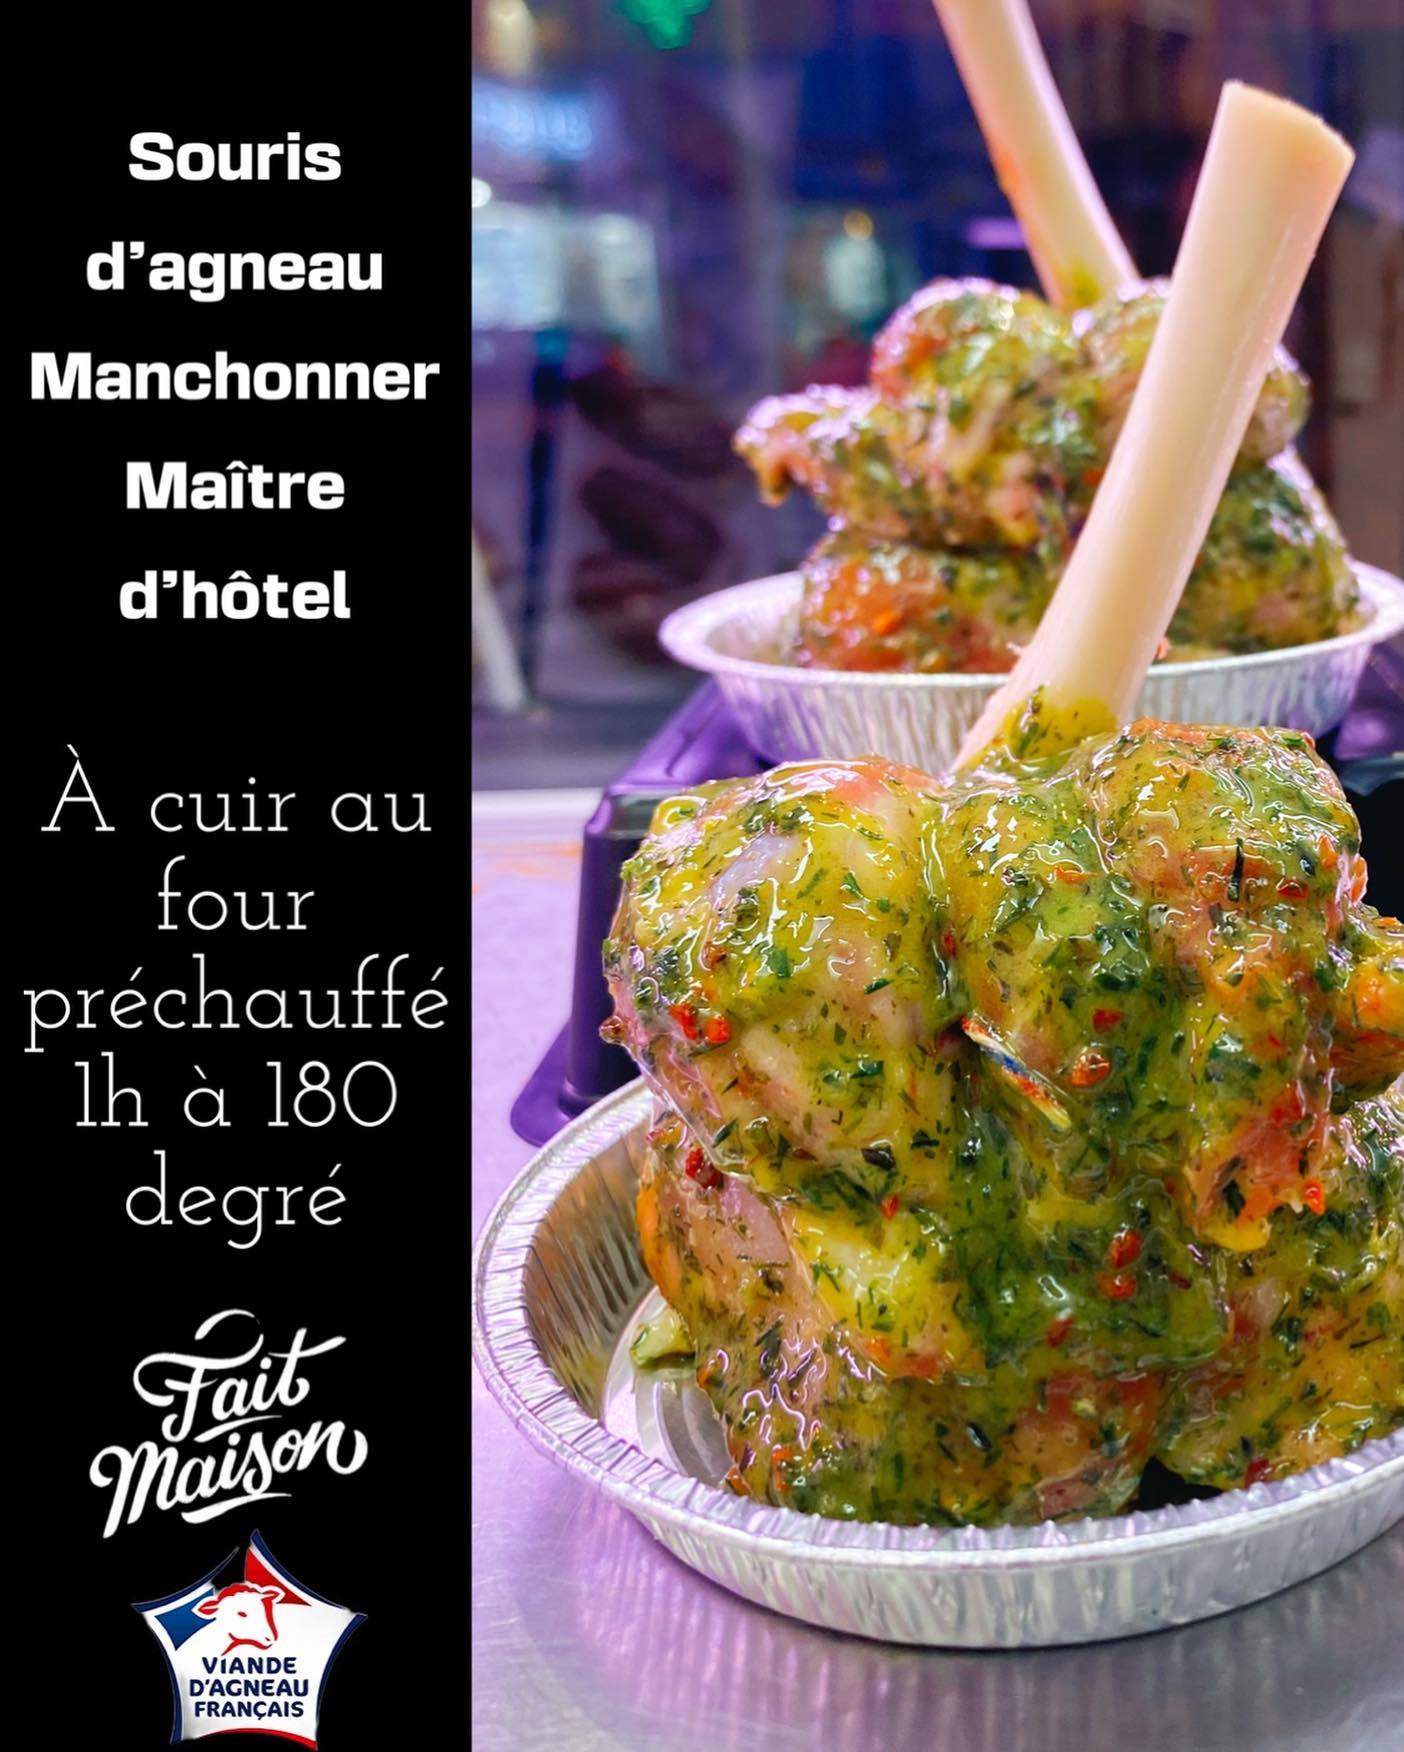 Souris
d'agneau
Manchonner
Maître
d'hôtel
À cuir au
four
préchauffé
1h à 180
degré
Fait
Maison
VIANDE
D'AGNEAU
FRANÇAIS